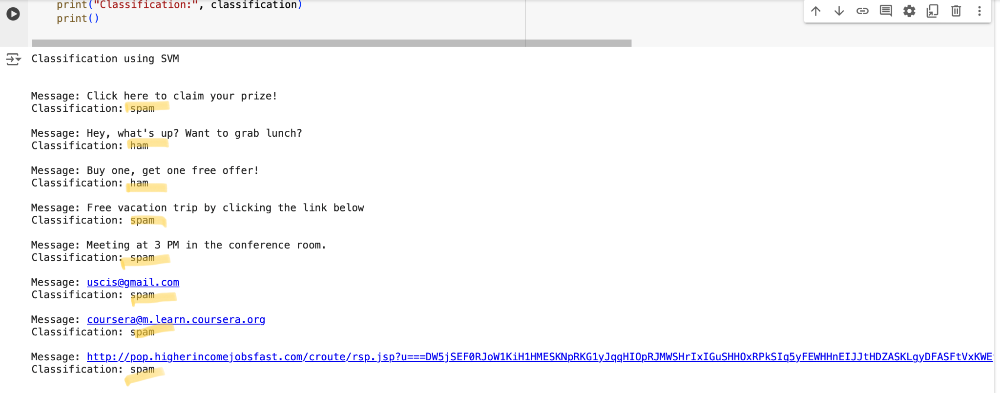 print("Classification:", classification)
print()
Classification using SVM
Message: Click here to claim your prize!
Classification: spam
Message: Hey, what's up? Want to grab lunch?
Classification: ham
Message: Buy one, get one free offer!
Classification: ham
Message: Free vacation trip by clicking the link below
Classification: spam
Message: Meeting at 3 PM in the conference room.
Classification: spam
Message: uscis@gmail.com
Classification: spam
Message: coursera@m.learn.coursera.org
Classification: spam
Message: http://pop.higherincomejobsfast.com/croute/rsp.jsp?u===DW5jSEF0RJoW1KiH1HMESKNpRKG1yJqqHIOpRJMWSHrIxIGuSHHOxRPkSIq5yFEWHHnEIJJtHDZASKLgyDFASFtVxKWE
Classification: spam